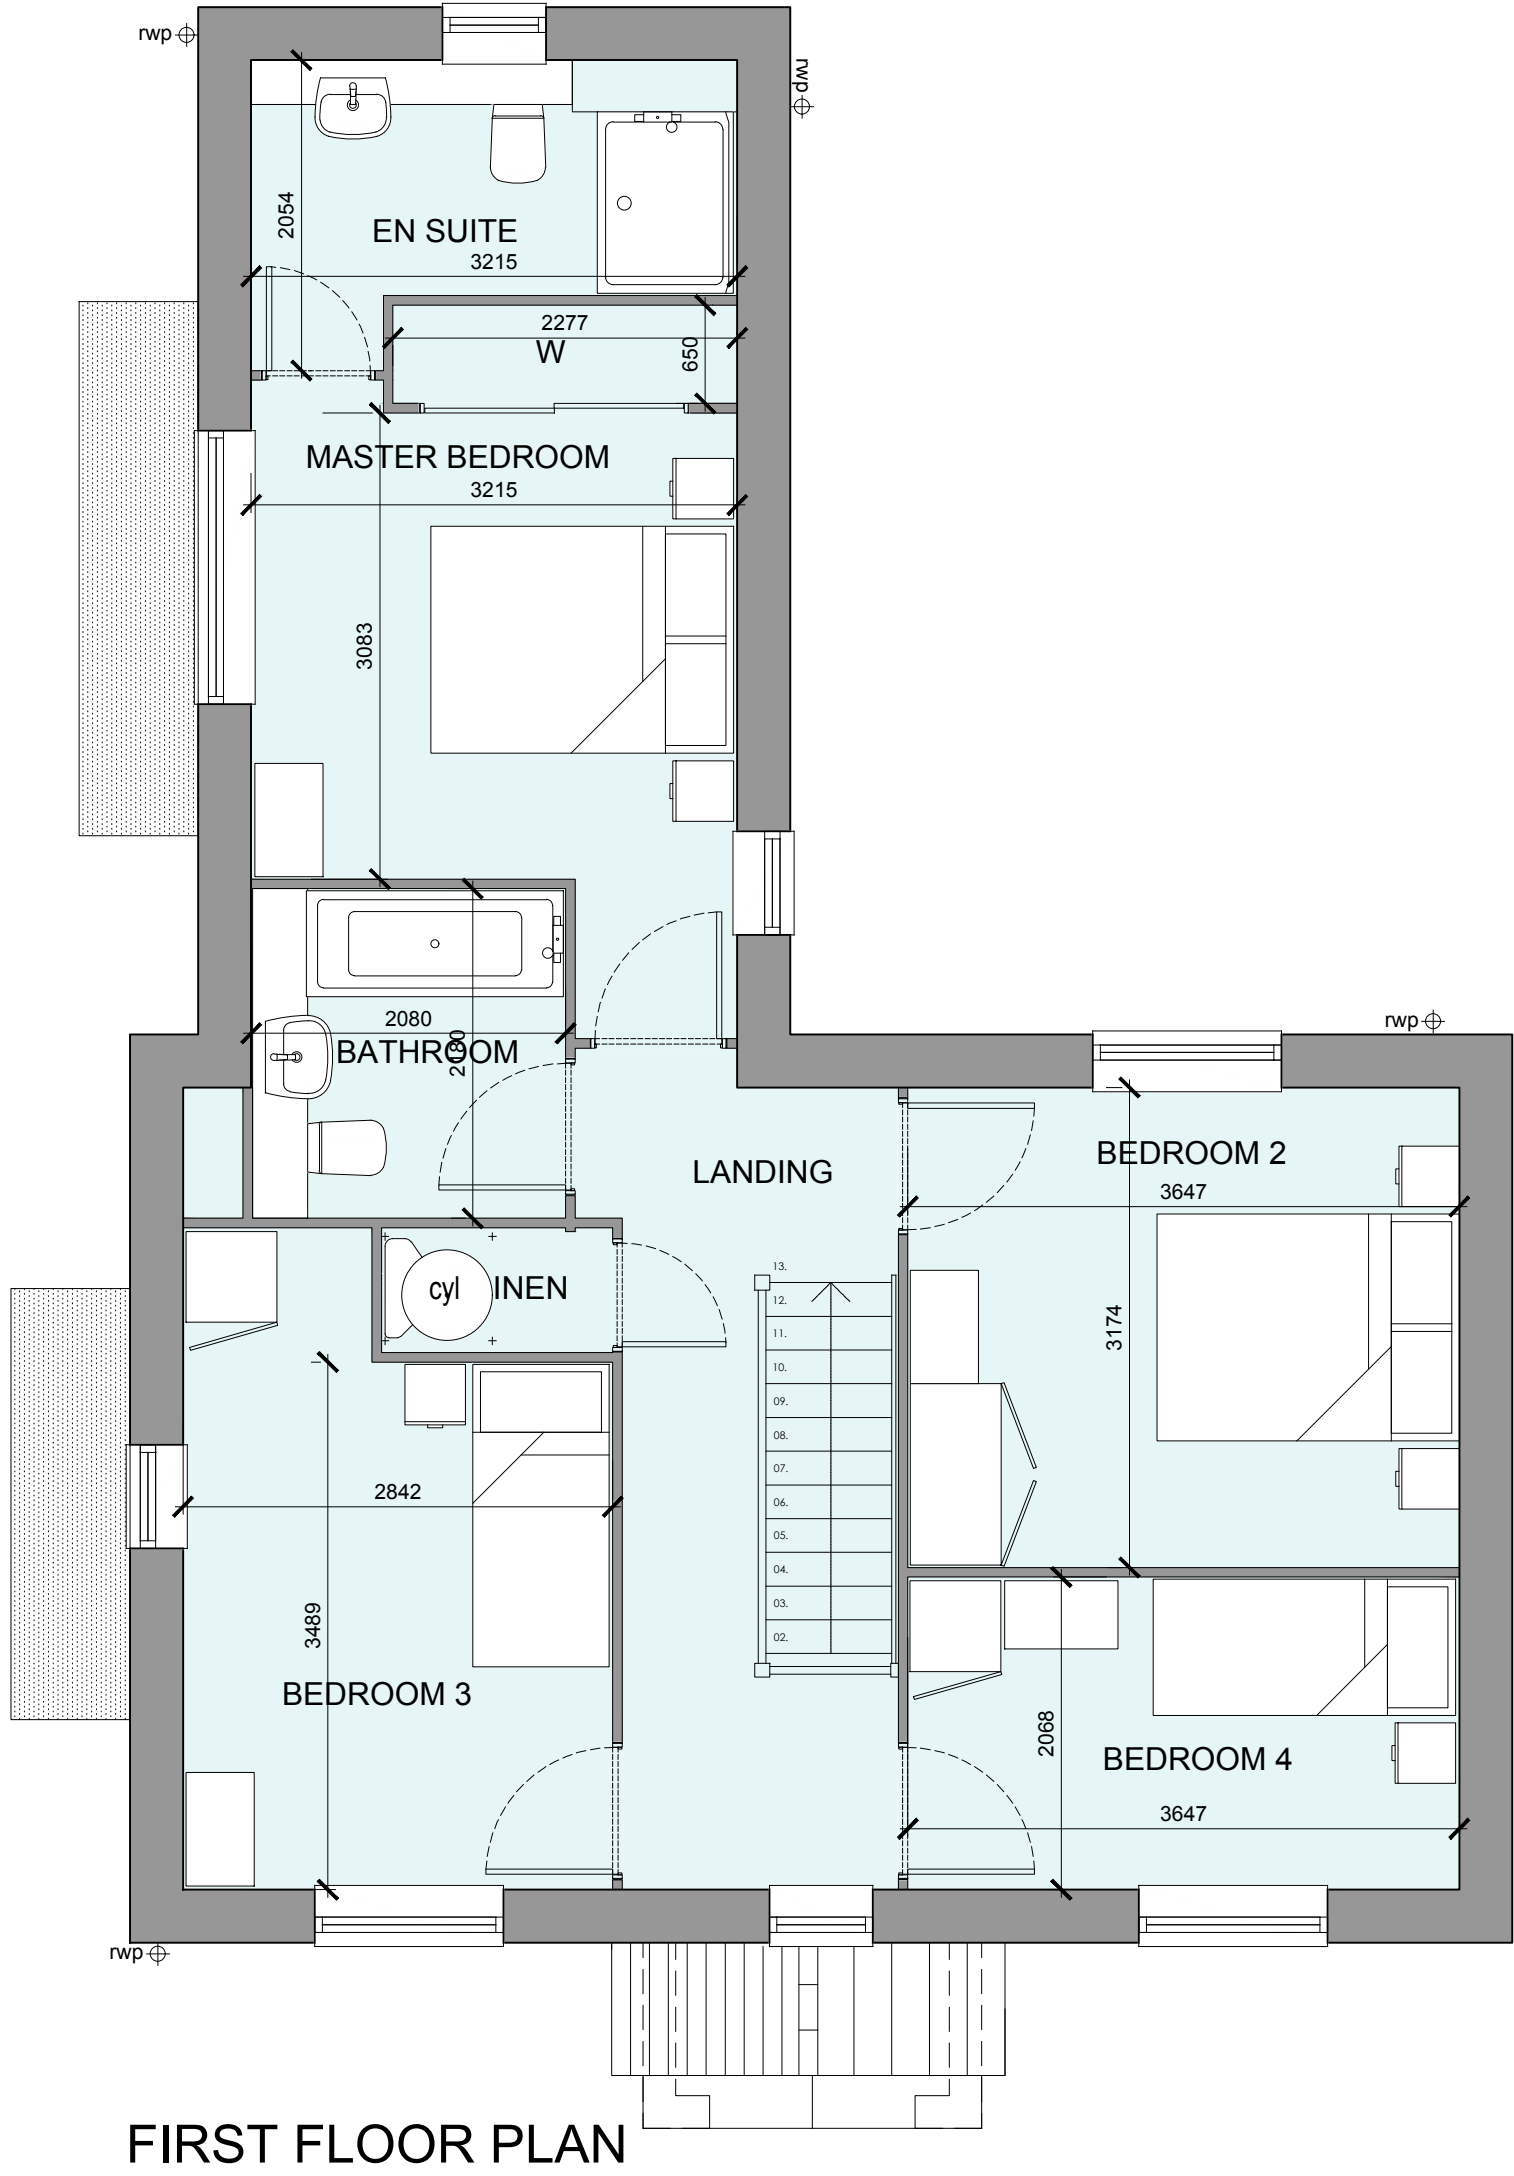 rwp
rwp
2054
EN SUITE
3215
2277
W
650
MASTER BEDROOM
3215
3083
2080
BATHROOM
2180
rwp
LANDING
BEDROOM 2
3647
3174
cyl INEN
13.
12.
11.
10.
09.
08.
07.
06.
05.
04.
03.
02.
2842
3489
BEDROOM 3
2068
BEDROOM 4
3647
rwp
FIRST FLOOR PLAN